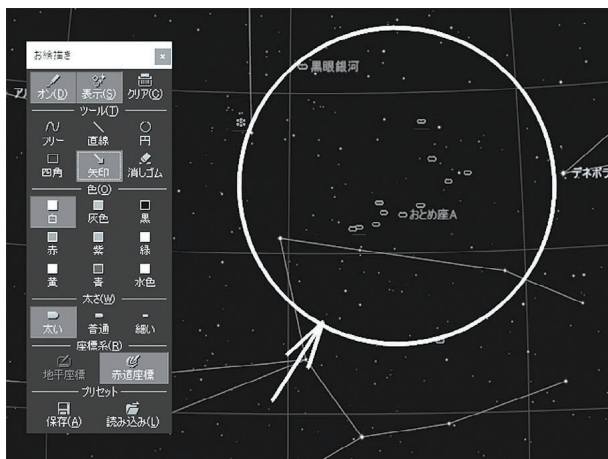 お絵描き
オン(D) 表示(S) クリア(C)
ツール(T)
フリー 直線 円
四角 矢印 消しゴム
色(O)
白 灰色 黒
赤 紫 緑
黄 青 水色
太さ(W)
太い 普通 細い
座標系(R)
地平座標 赤道座標
プリセット
保存(A) 読み込み(L)
黒眼銀河
デネボラ
おとめ座A